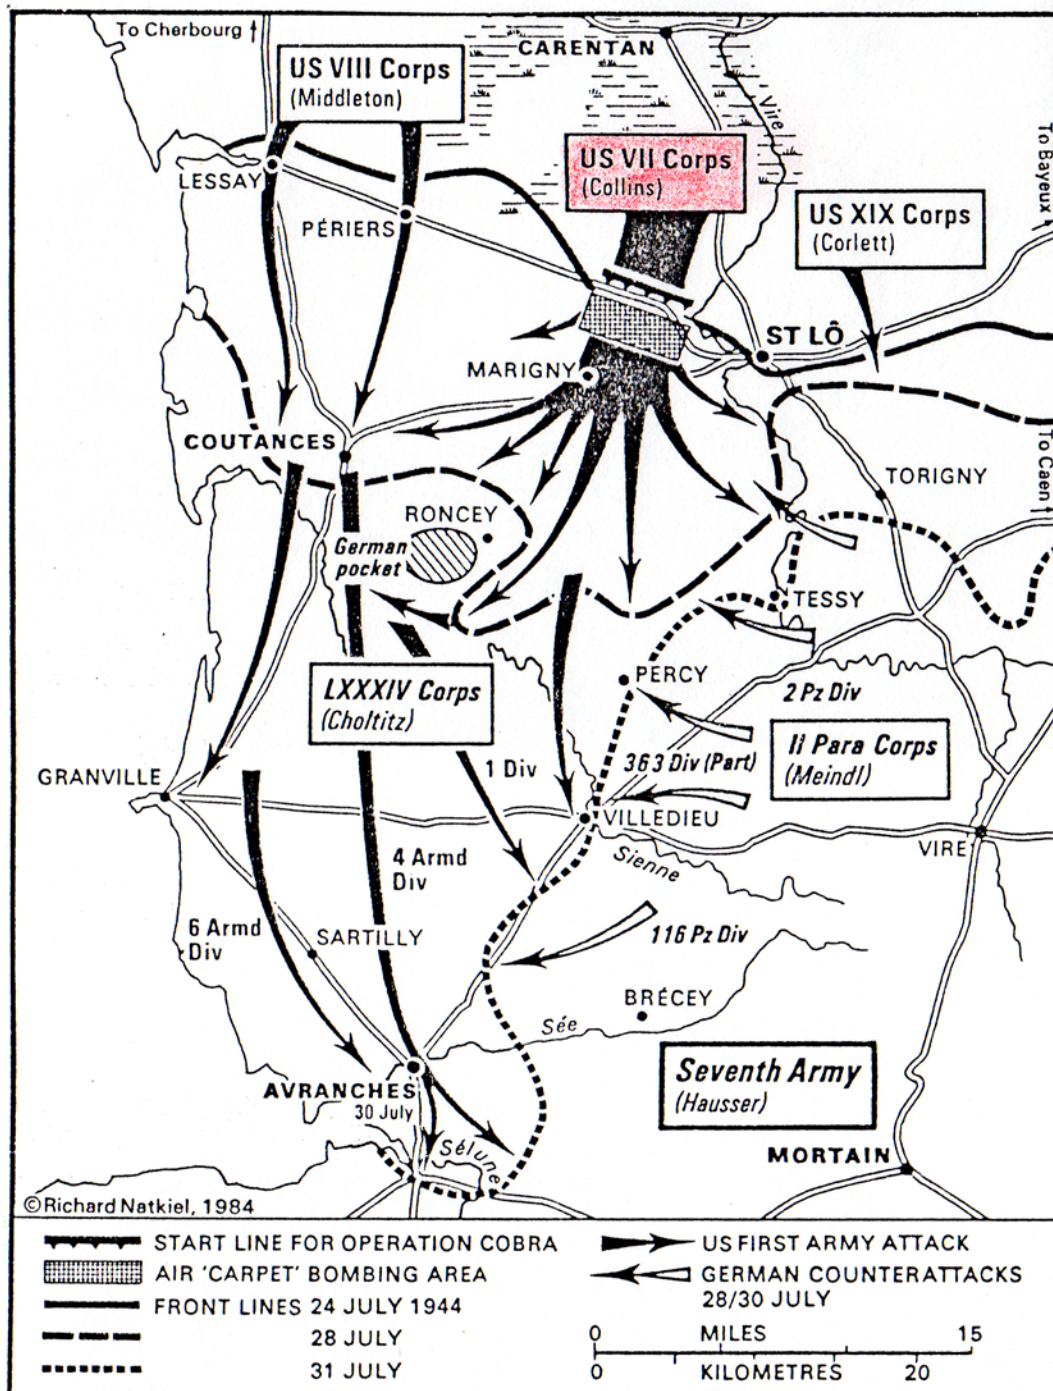 To Cherbourg
CARENTAN
US VIII Corps
(Middleton)
Vire
To Bayeux
US VII Corps
(Collins)
LESSAY
PÉRIERS
US XIX Corps
(Corlett)
ST LÔ
MARIGNY
COUTANCES
To Caen
TORIGNY
RONCEY
German
pocket
TESSY
PERCY
2 Pz Div
LXXXIV Corps
(Choltitz)
II Para Corps
(Meindl)
GRANVILLE
1 Div
363 Div (Part)
VILLEDIEU
VIRE
Sienne
4 Armd
Div
6 Armd
Div
SARTILLY
116 Pz Div
BRÉCEY
Sée
Seventh Army
(Hausser)
AVRANCHES
30 July
Sélune
MORTAIN
©Richard Natkiel, 1984
START LINE FOR OPERATION COBRA
AIR 'CARPET' BOMBING AREA
FRONT LINES 24 JULY 1944
28 JULY
31 JULY
US FIRST ARMY ATTACK
GERMAN COUNTERATTACKS
28/30 JULY
0 MILES 15
0 KILOMETRES 20